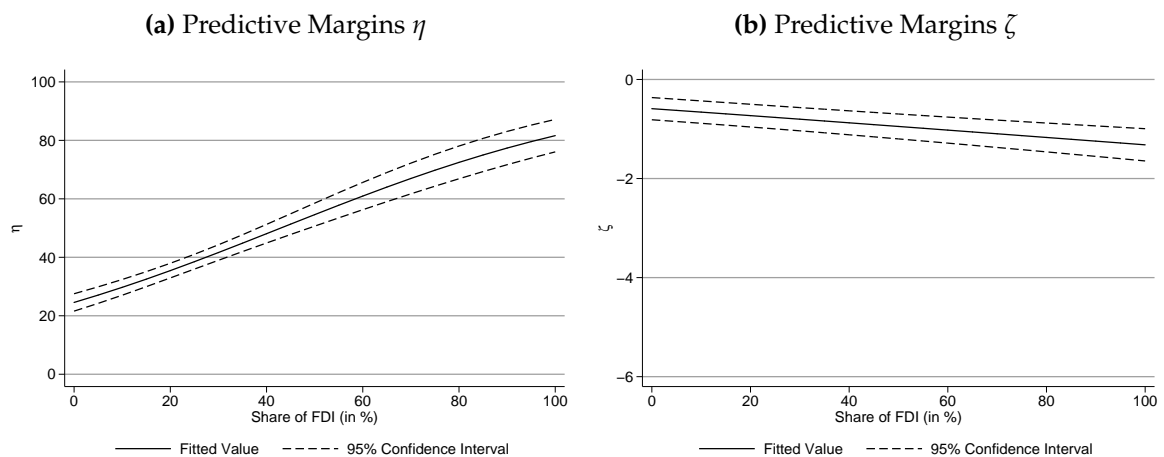 (a) Predictive Margins η
100
80
60
40
20
0
η
0 20 40 60 80 100
Share of FDI (in %)
Fitted Value 95% Confidence Interval
(b) Predictive Margins ζ
0
−2
−4
−6
ζ
0 20 40 60 80 100
Share of FDI (in %)
Fitted Value 95% Confidence Interval